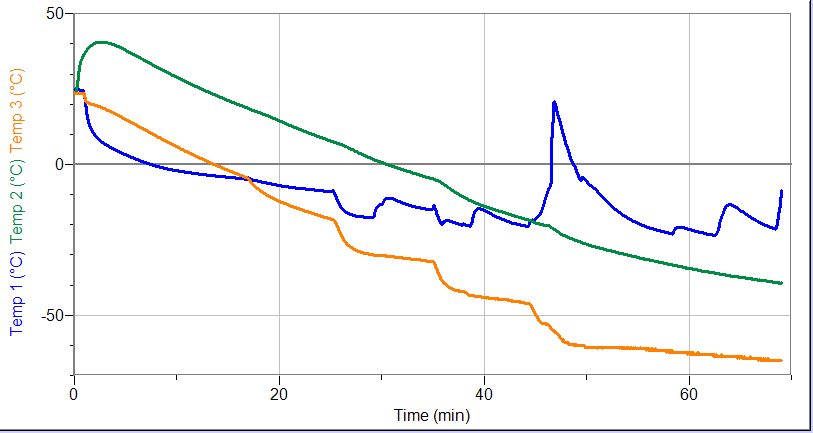 50
0
-50
Temp 1 (°C) Temp 2 (°C) Temp 3 (°C)
0 20 40 60
Time (min)